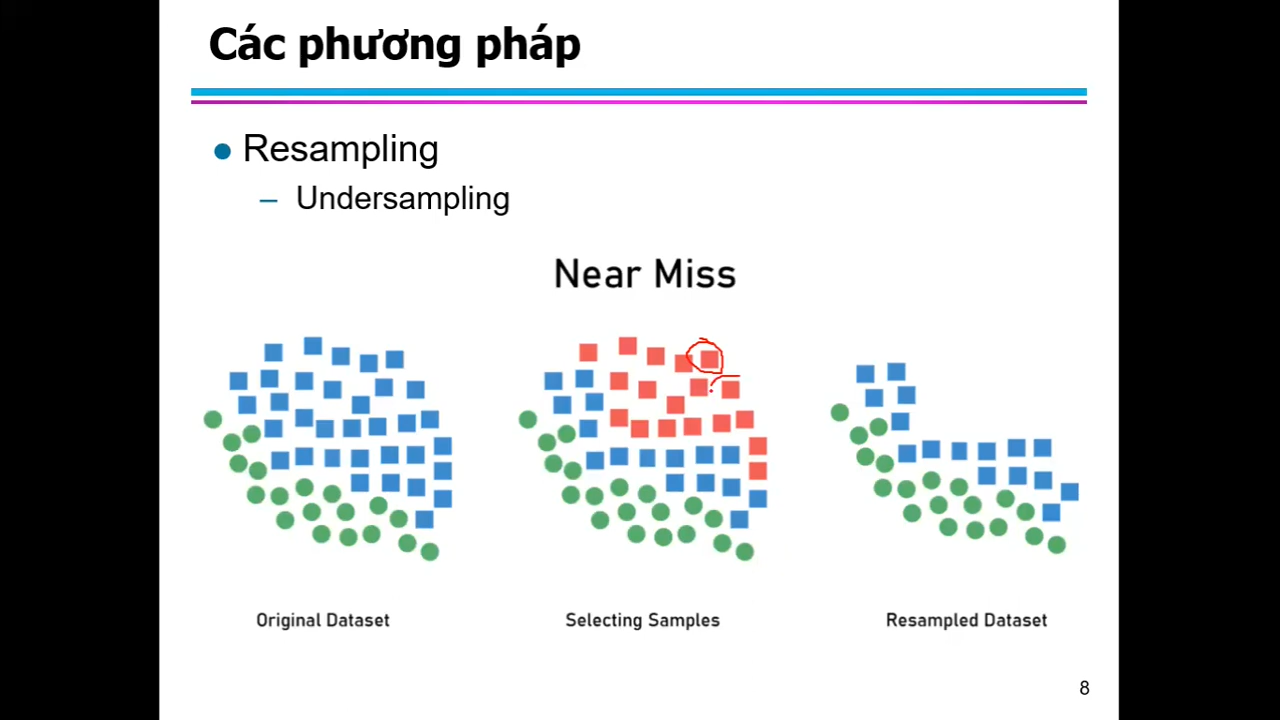 Các phương pháp
Resampling
– Undersampling
Near Miss
Original Dataset
Selecting Samples
Resampled Dataset
8